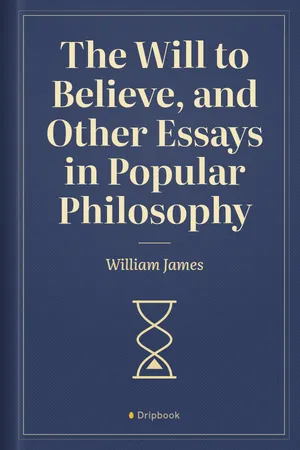 The Will to
Believe, and
Other Essays
in Popular
Philosophy
William James
Dripbook